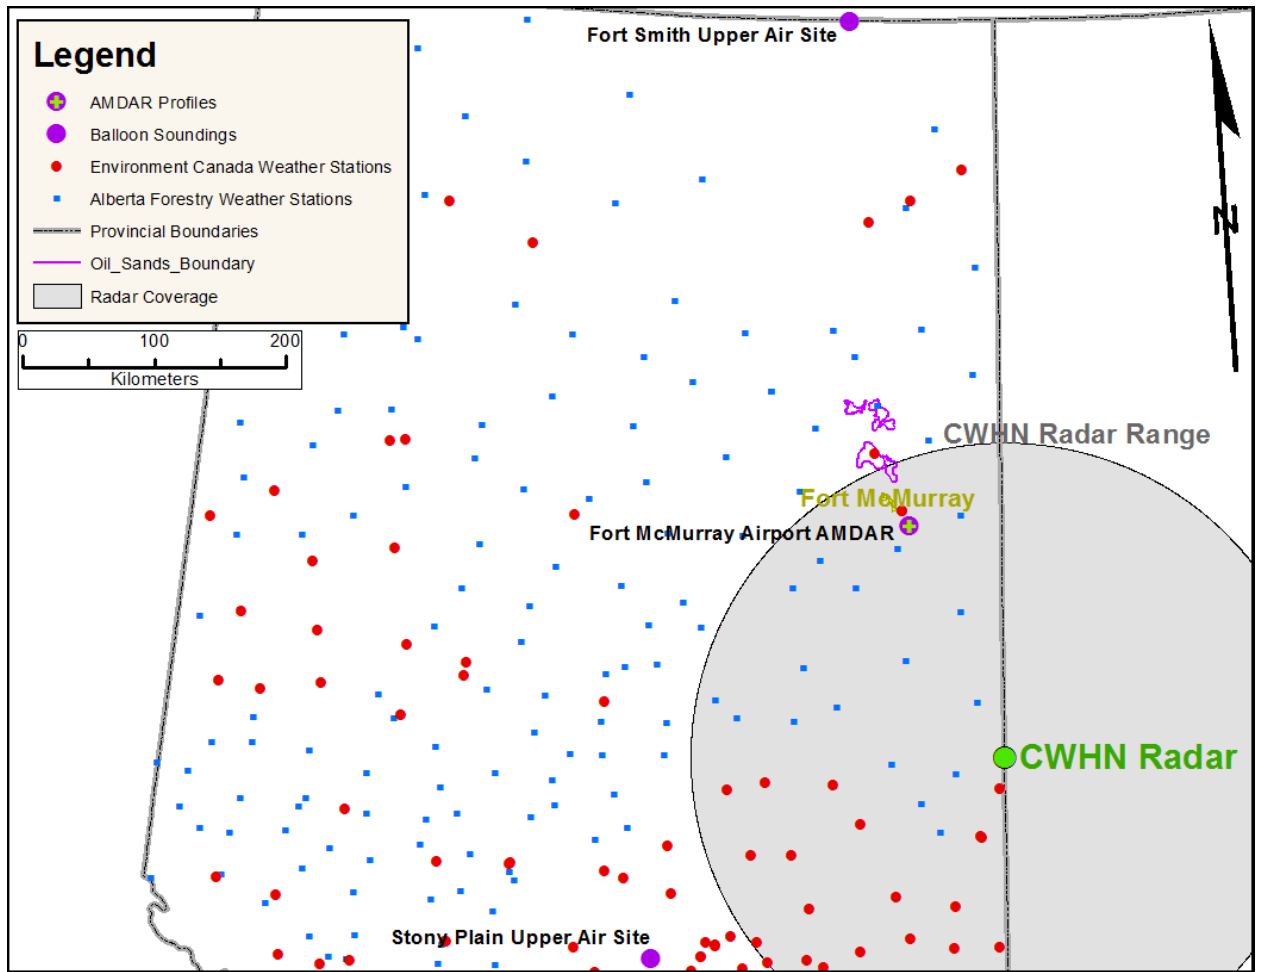 Fort Smith Upper Air Site
Legend
AMDAR Profiles
Balloon Soundings
Environment Canada Weather Stations
Alberta Forestry Weather Stations
Provincial Boundaries
Oil_Sands_Boundary
Radar Coverage
N
0 100 200
Kilometers
CWHN Radar Range
Fort McMurray
Fort McMurray Airport AMDAR
CWHN Radar
Stony Plain Upper Air Site